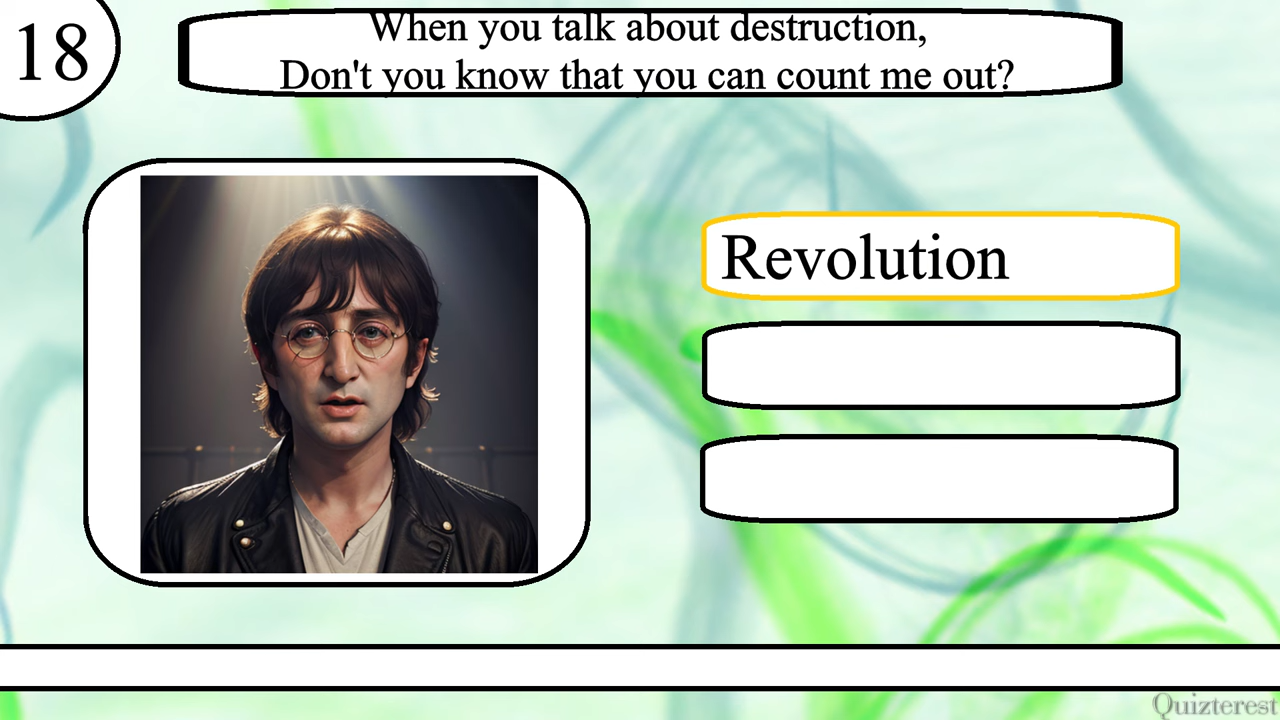 18
When you talk about destruction,
Don't you know that you can count me out?
Revolution
Quizterest